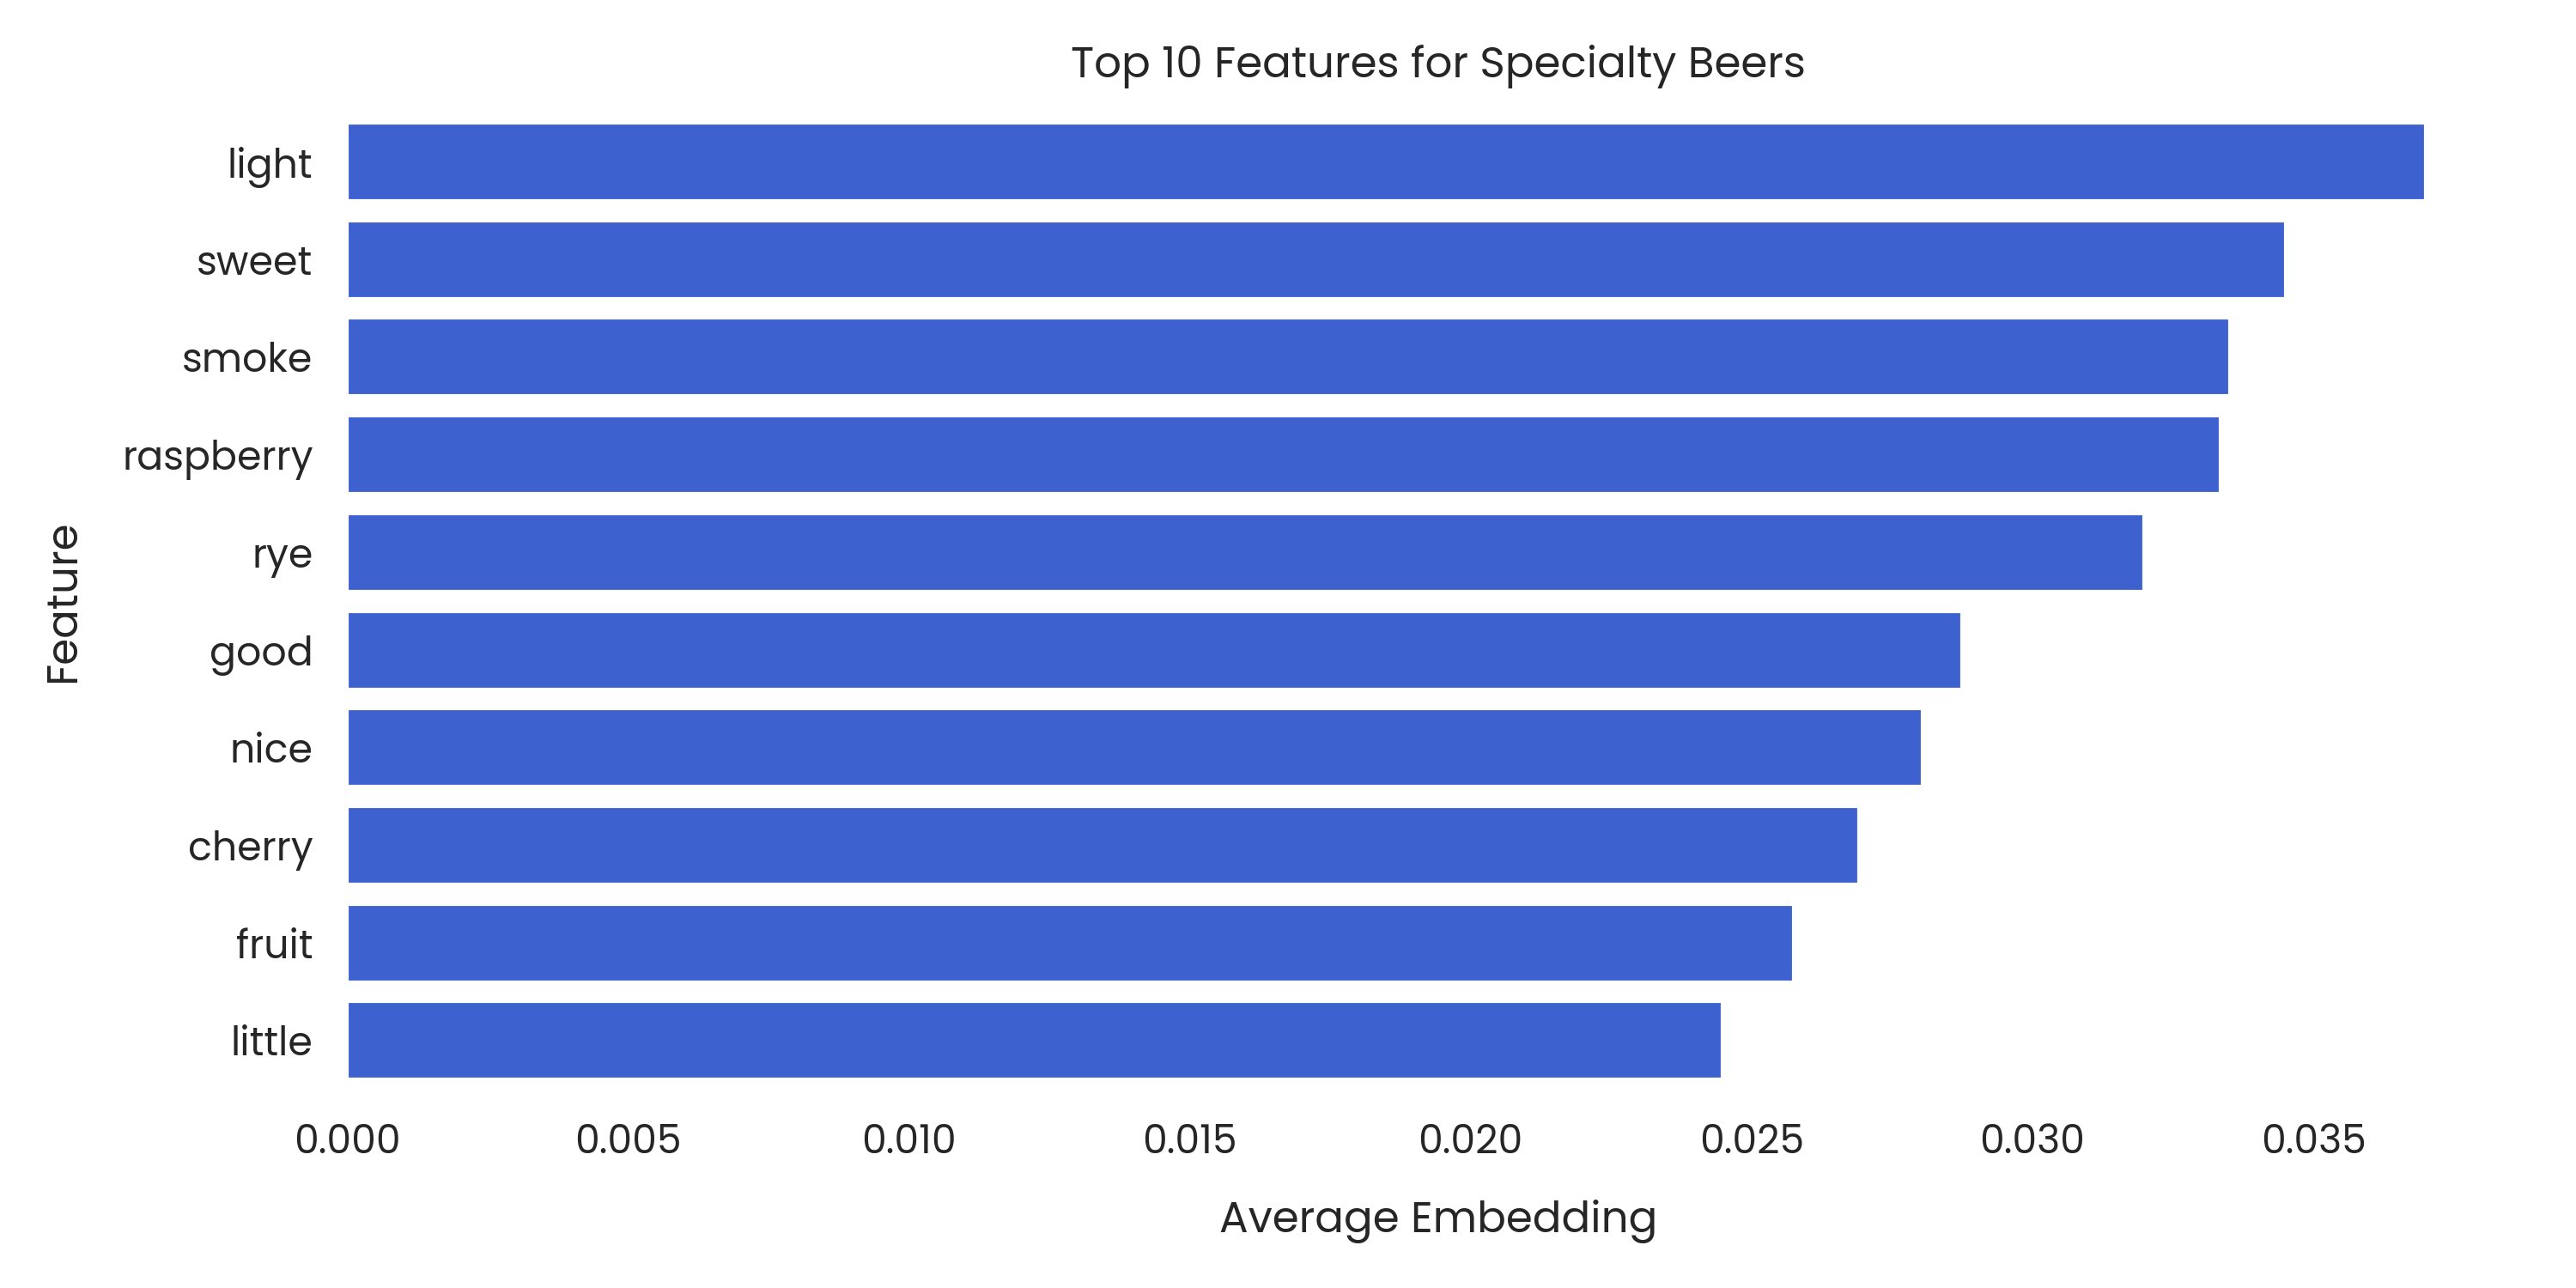 Top 10 Features for Specialty Beers
Feature
light
sweet
smoke
raspberry
rye
good
nice
cherry
fruit
little
0.000 0.005 0.010 0.015 0.020 0.025 0.030 0.035
Average Embedding